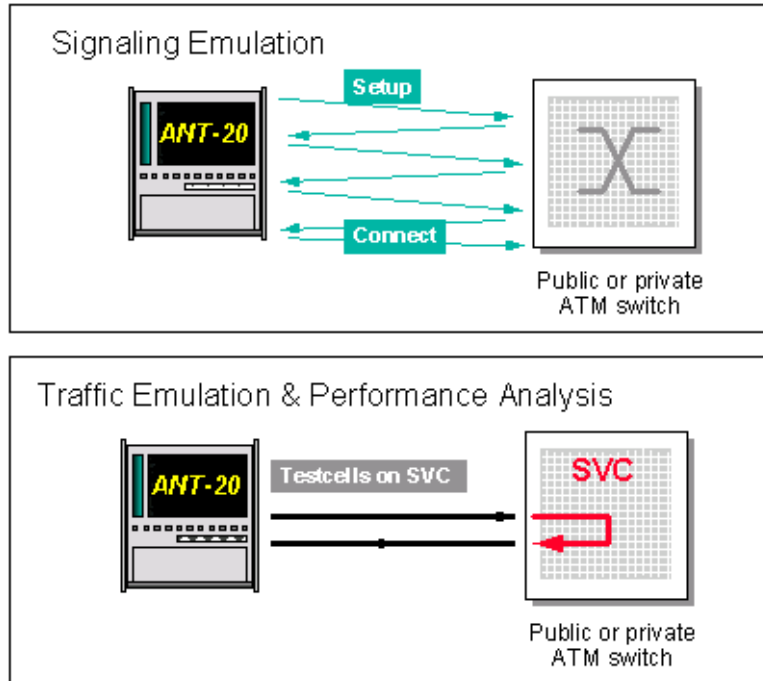 Signaling Emulation
Setup
ANT-20
Connect
Public or private
ATM switch
Traffic Emulation & Performance Analysis
Testcells on SVC
SVC
ANT-20
Public or private
ATM switch